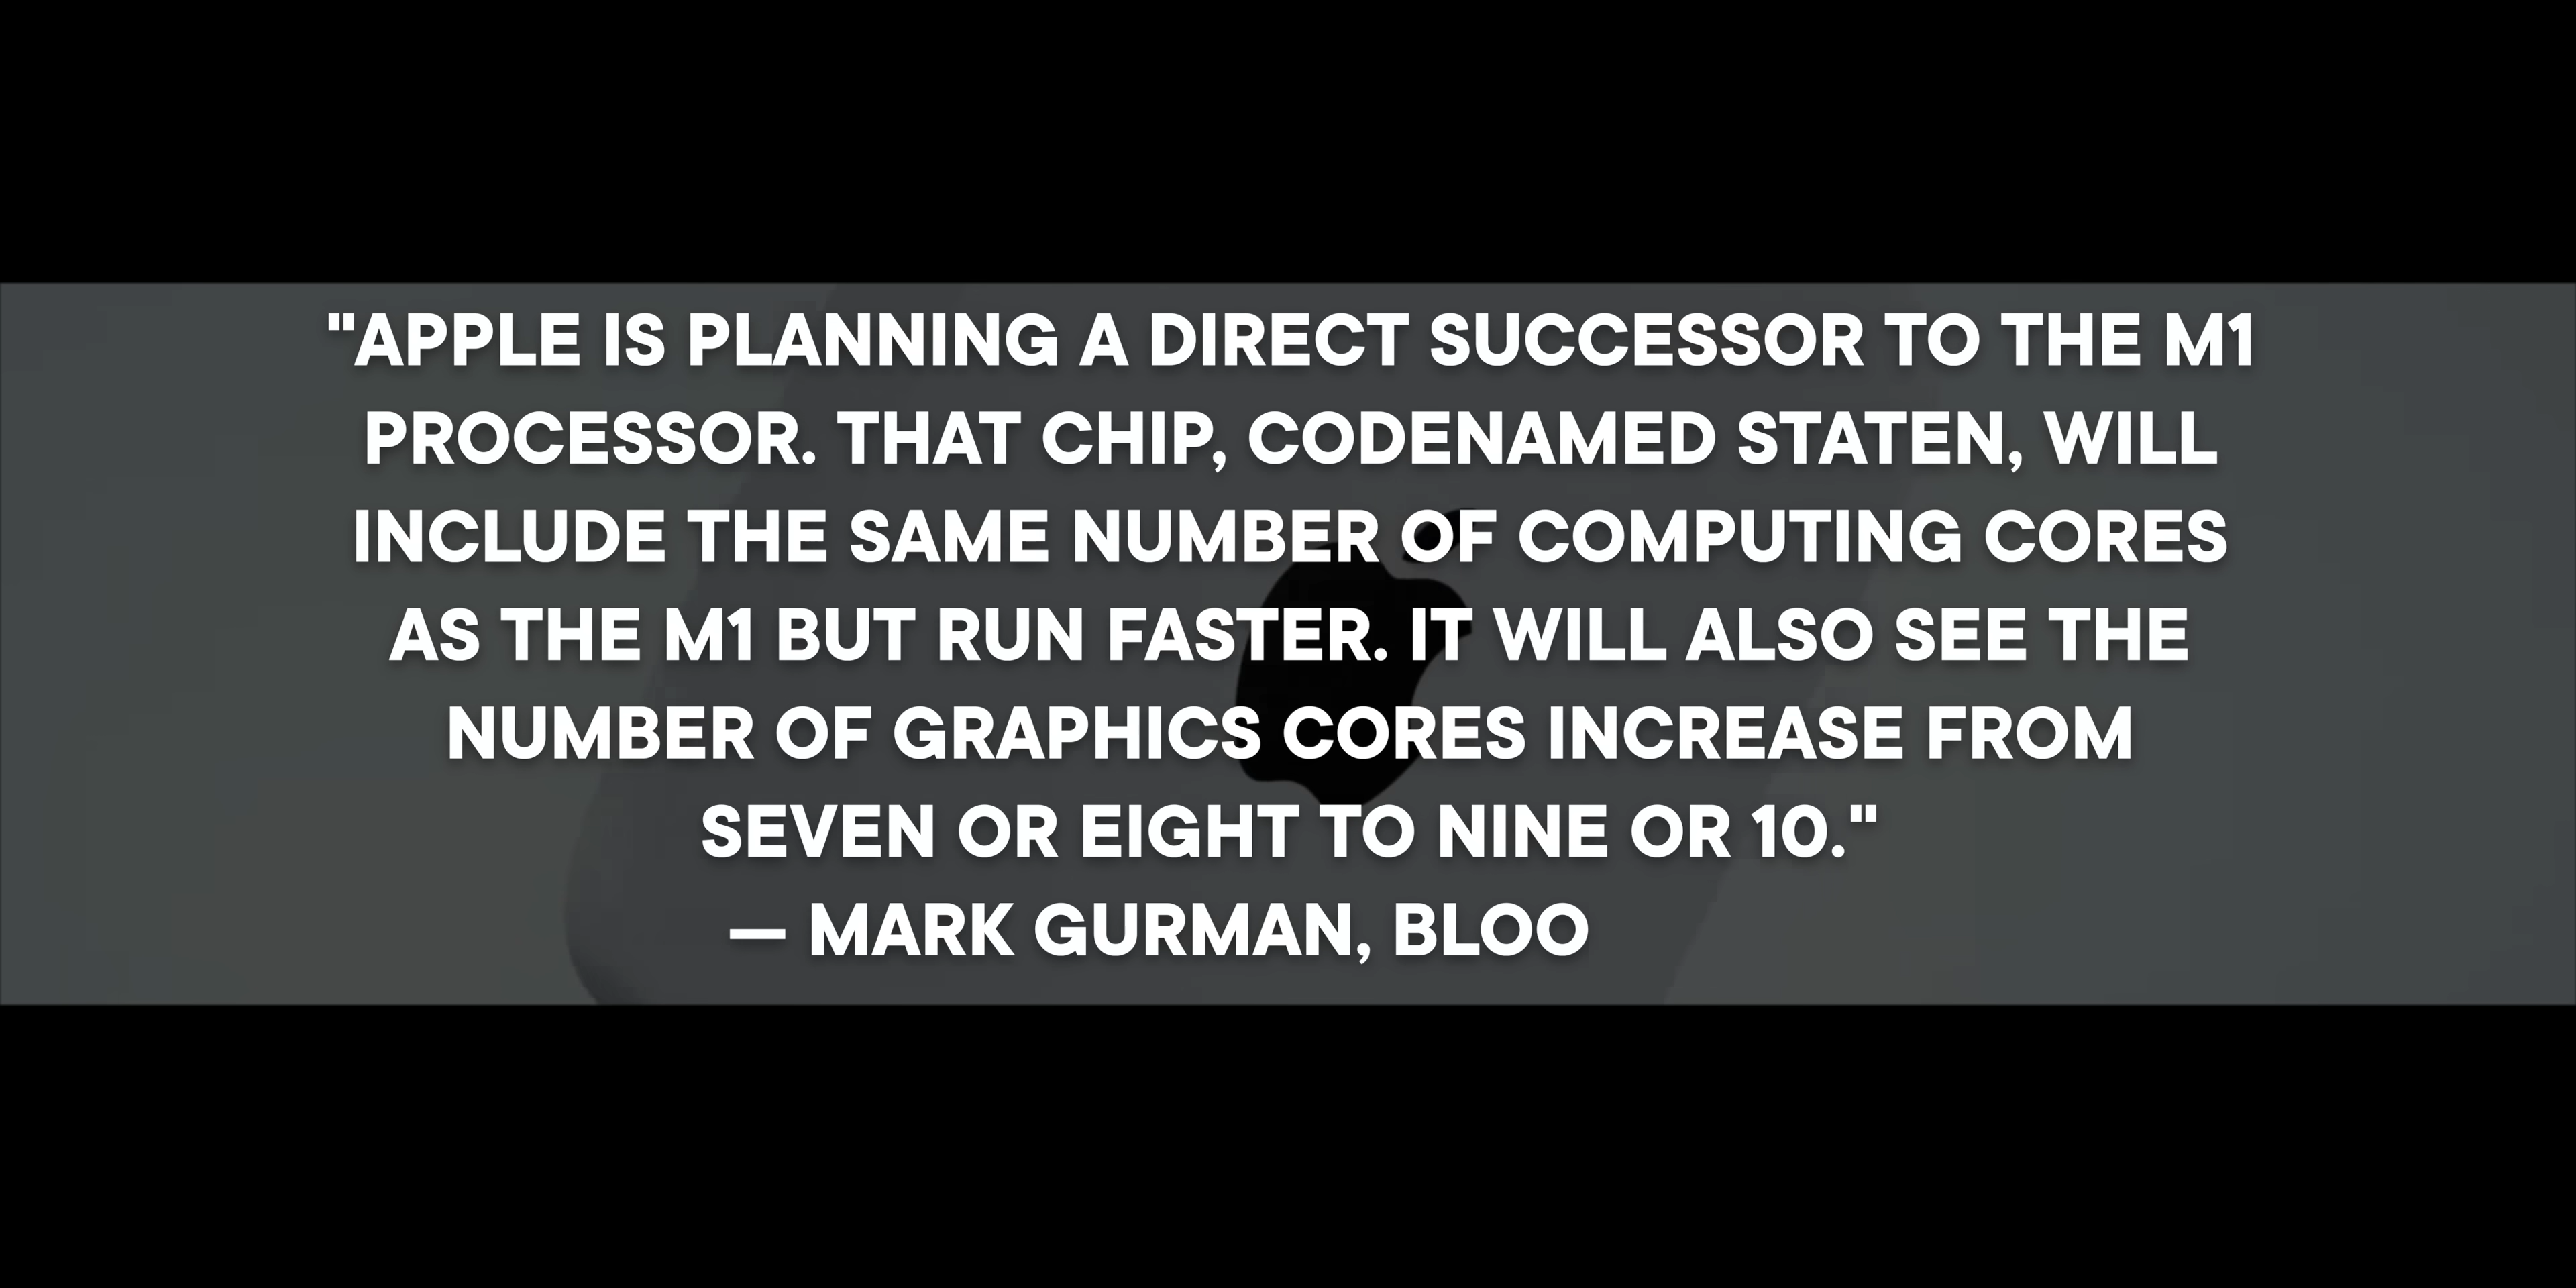 "APPLE IS PLANNING A DIRECT SUCCESSOR TO THE M1
PROCESSOR. THAT CHIP, CODENAMED STATEN, WILL
INCLUDE THE SAME NUMBER OF COMPUTING CORES
AS THE M1 BUT RUN FASTER. IT WILL ALSO SEE THE
NUMBER OF GRAPHICS CORES INCREASE FROM
SEVEN OR EIGHT TO NINE OR 10."
— MARK GURMAN, BLOO